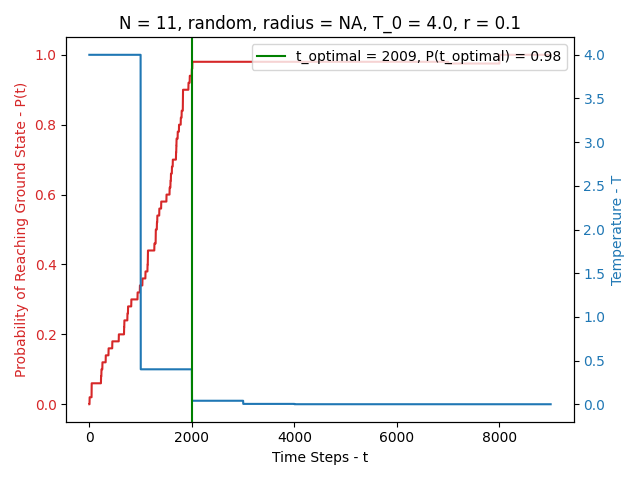 N = 11, random, radius = NA, T_0 = 4.0, r = 0.1
t_optimal = 2009, P(t_optimal) = 0.98
Probability of Reaching Ground State - P(t)
1.0
0.8
0.6
0.4
0.2
0.0
4.0
3.5
3.0
2.5
2.0
1.5
1.0
0.5
0.0
Temperature - T
0 2000 4000 6000 8000
Time Steps - t